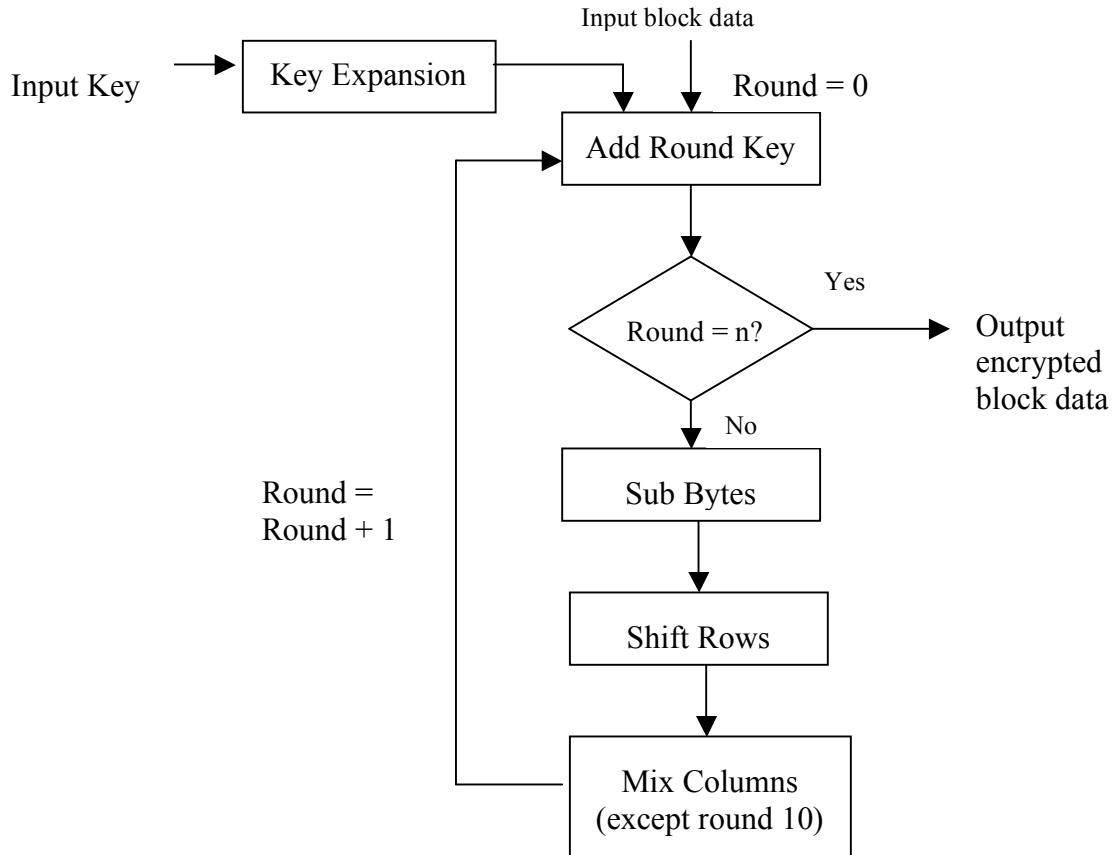 Input block data
Input Key
Key Expansion
Round = 0
Add Round Key
Yes
Round = n?
Output
encrypted
block data
No
Sub Bytes
Round =
Round + 1
Shift Rows
Mix Columns
(except round 10)